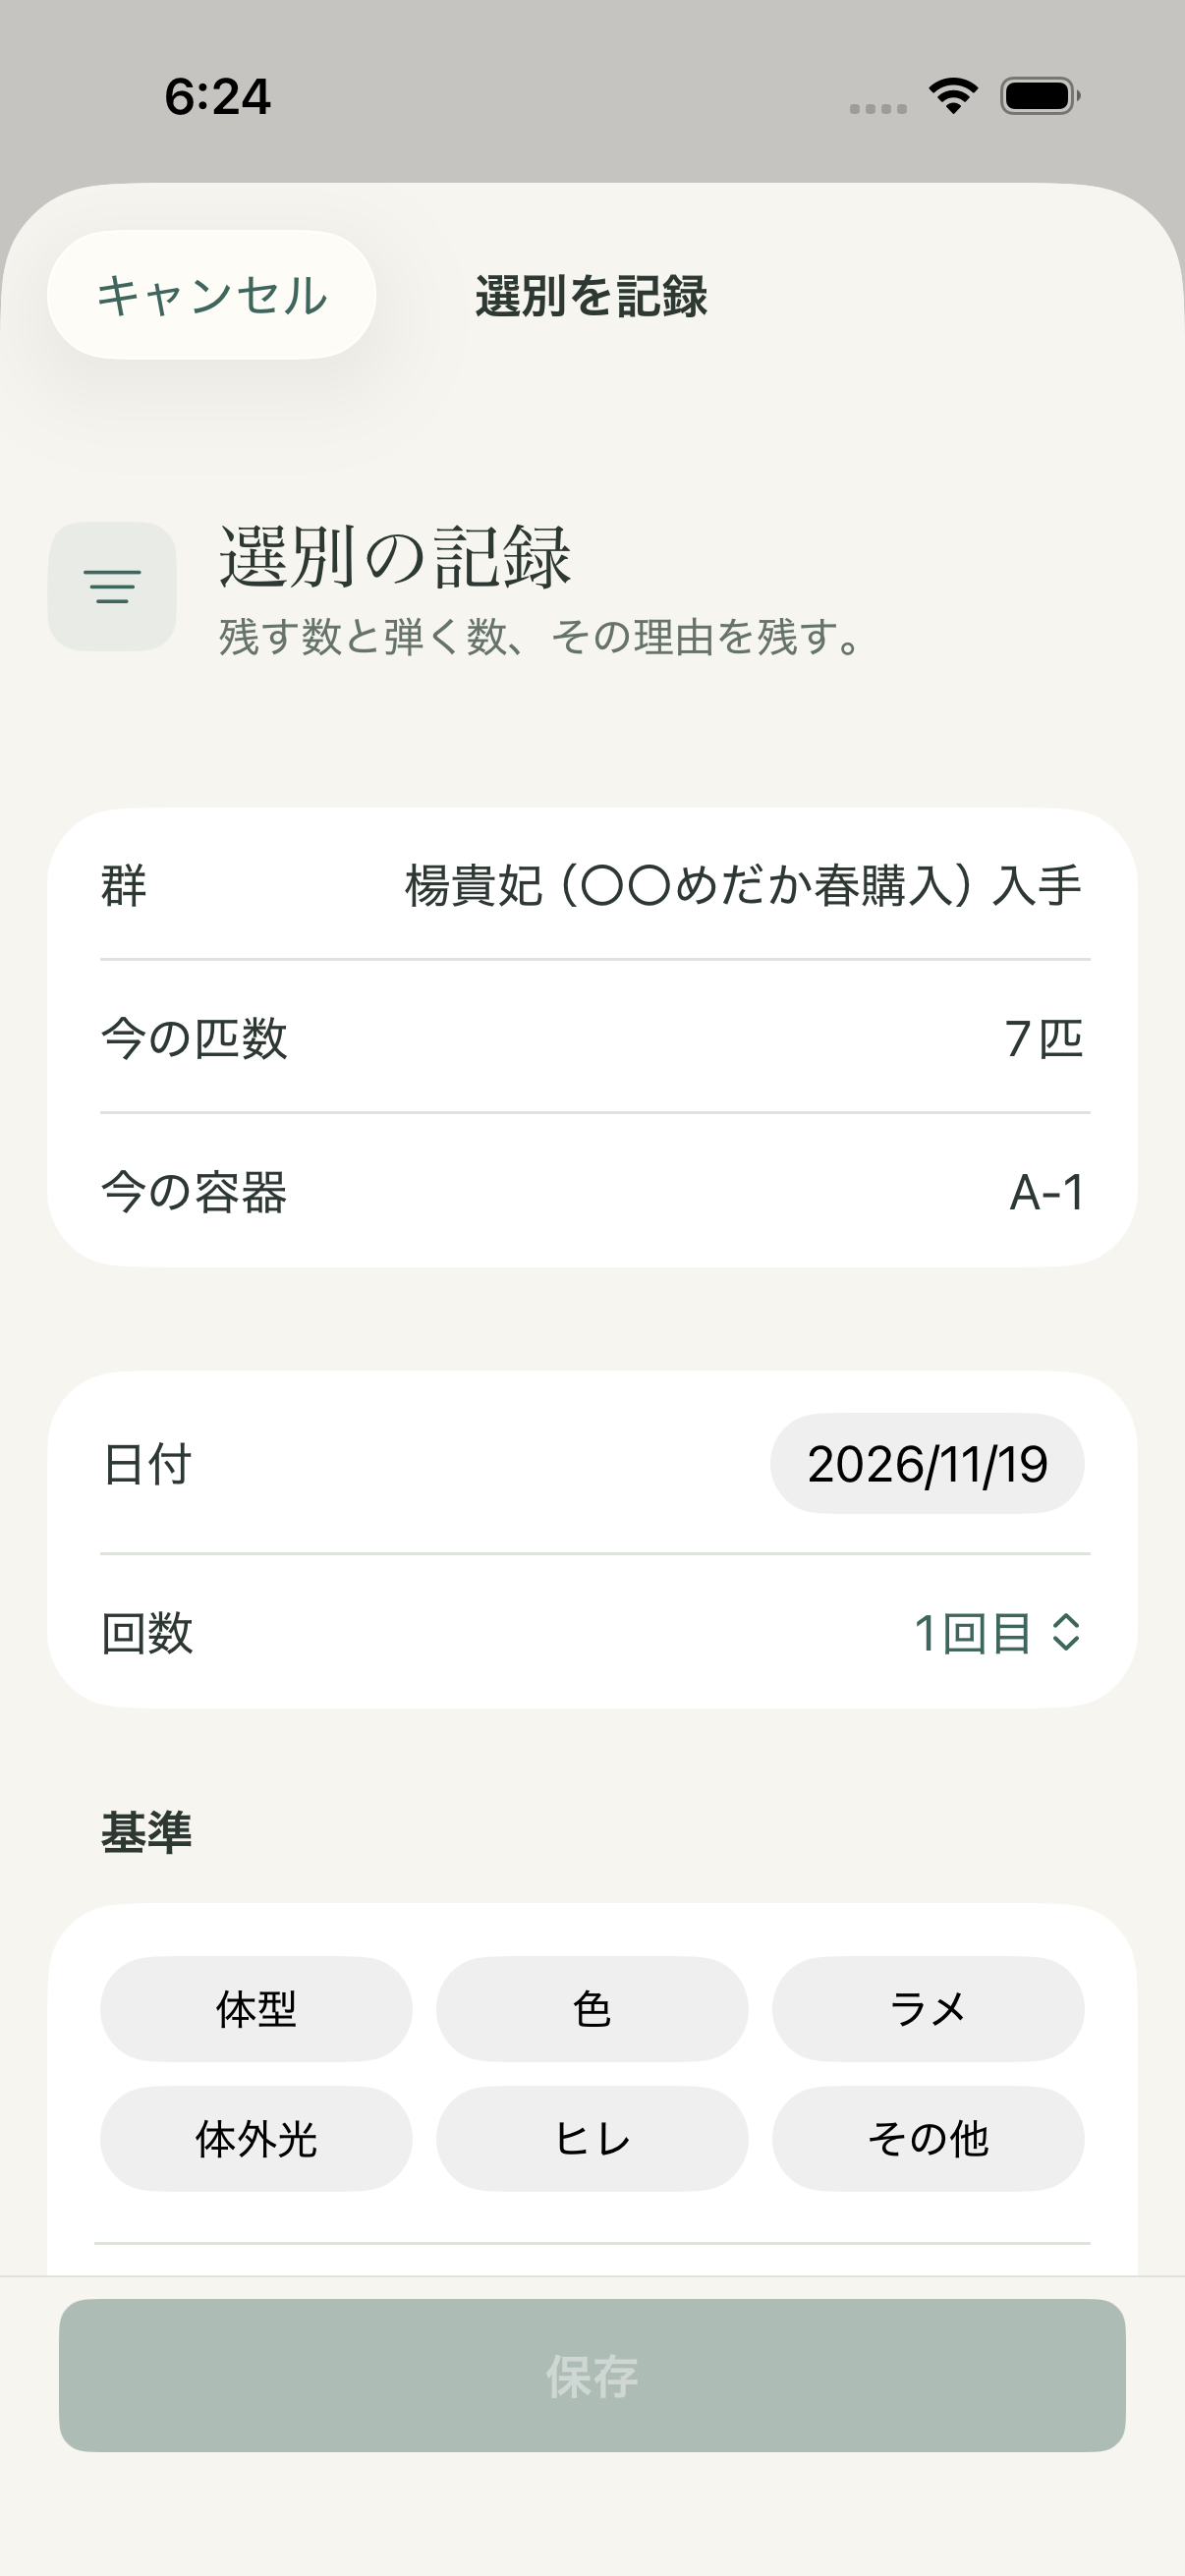 6:24
キャンセル
選別を記録
選別の記録
残す数と弾く数、その理由を残す。
群 楊貴妃（〇〇めだか春購入）入手
今の匹数 7匹
今の容器 A-1
日付 2026/11/19
回数 1回目
基準
体型 色 ラメ
体外光 ヒレ その他
保存